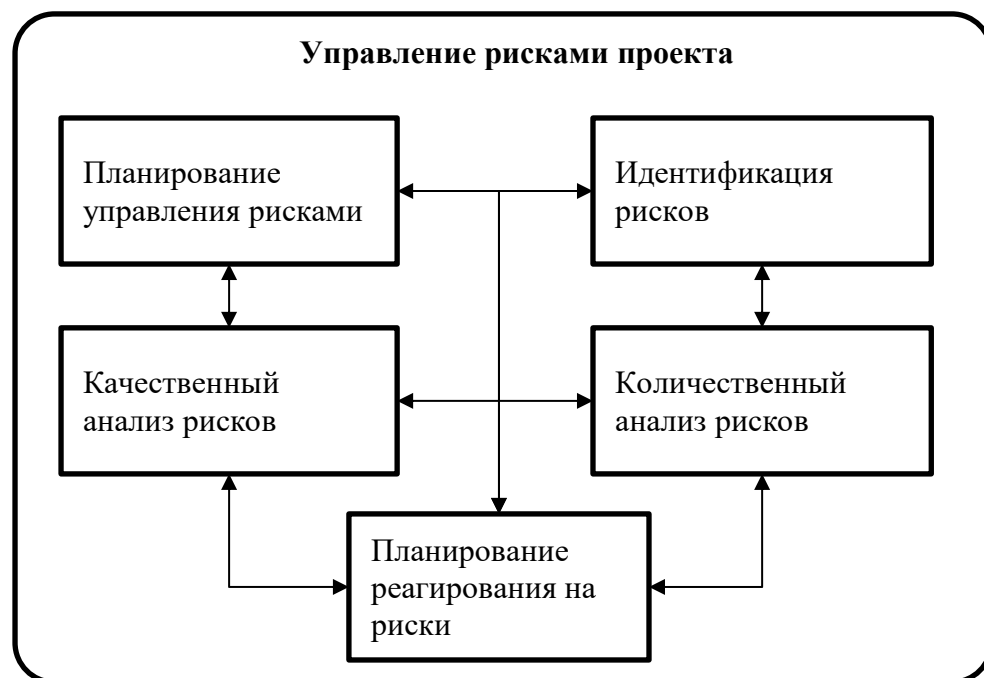 Управление рисками проекта
Планирование
управления рисками
Идентификация
рисков
Качественный
анализ рисков
Количественный
анализ рисков
Планирование
реагирования на
риски